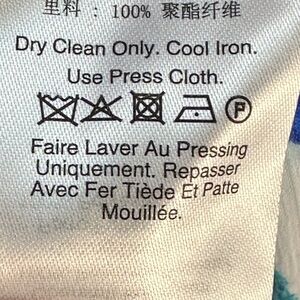 里料 : 100% 聚酯纤维
Dry Clean Only. Cool Iron.
Use Press Cloth.
P
Faire Laver Au Pressing
Uniquement. Repasser
Avec Fer Tiède Et Patte
Mouillée.